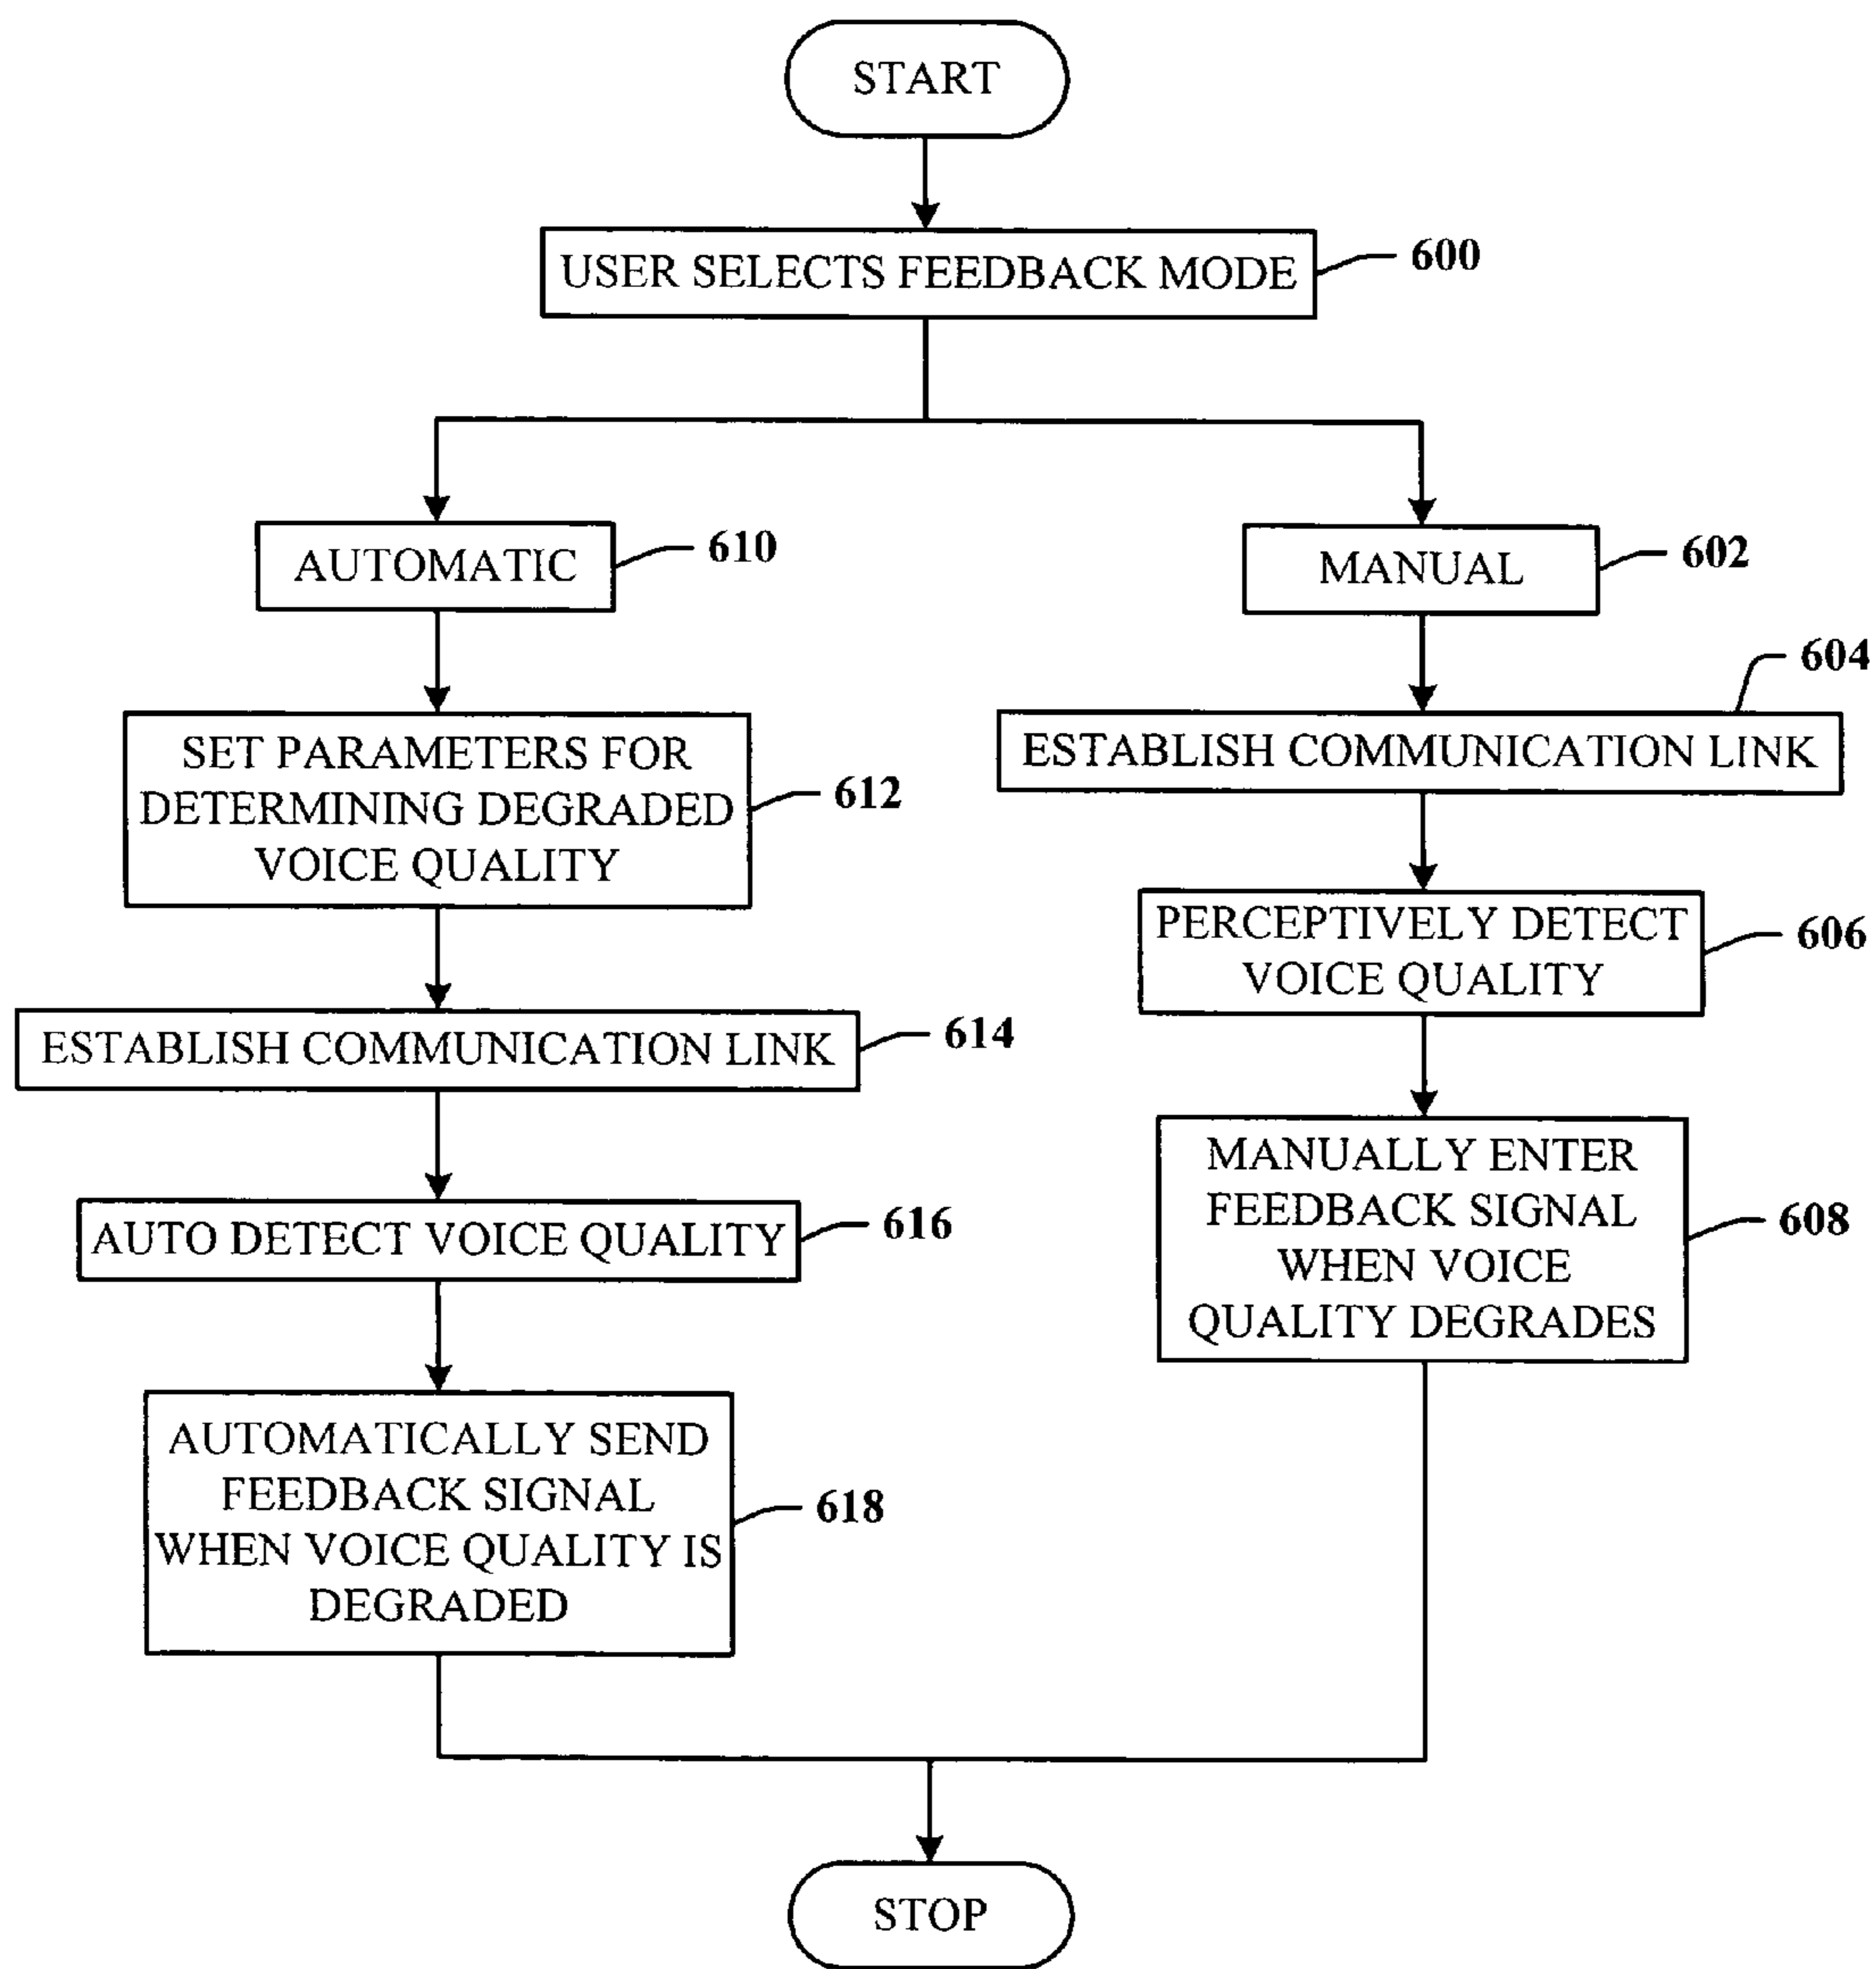 START
USER SELECTS FEEDBACK MODE
600
AUTOMATIC
610
MANUAL
602
SET PARAMETERS FOR
DETERMINING DEGRADED
VOICE QUALITY
612
ESTABLISH COMMUNICATION LINK
604
PERCEPTIVELY DETECT
VOICE QUALITY
606
ESTABLISH COMMUNICATION LINK
614
AUTO DETECT VOICE QUALITY
616
MANUALLY ENTER
FEEDBACK SIGNAL
WHEN VOICE
QUALITY DEGRADES
608
AUTOMATICALLY SEND
FEEDBACK SIGNAL
WHEN VOICE QUALITY IS
DEGRADED
618
STOP